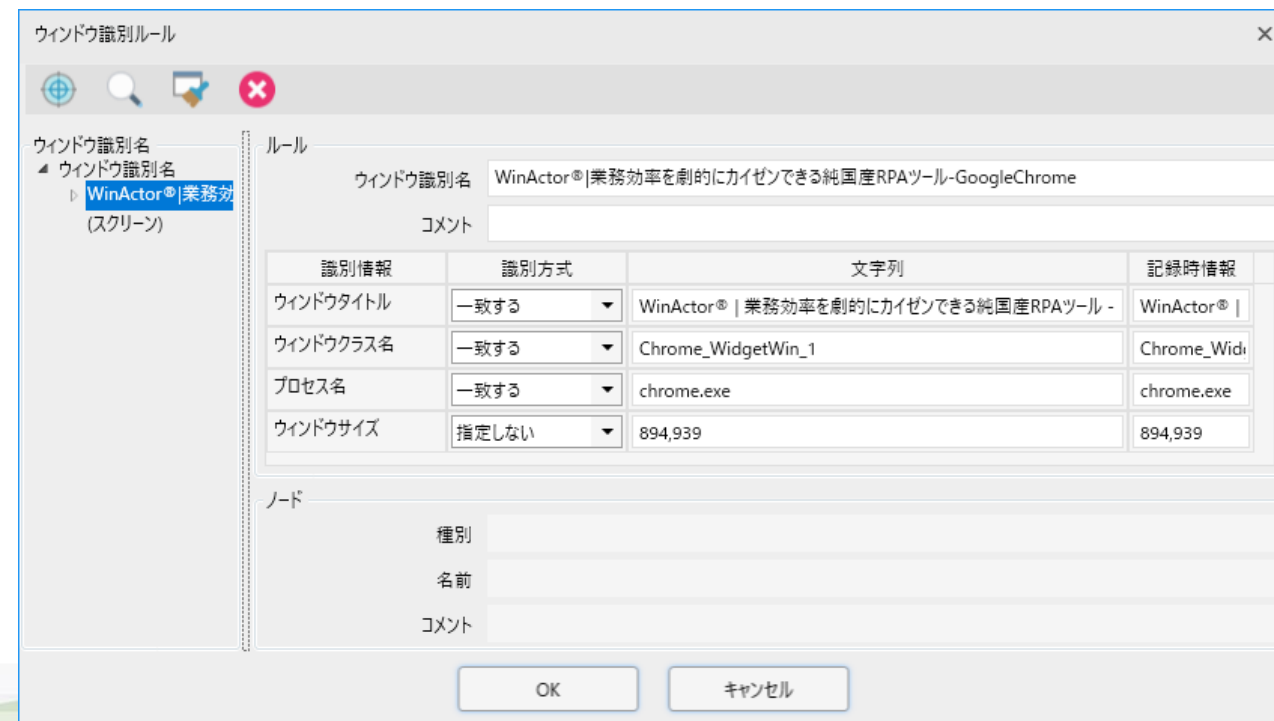 ウィンドウ識別ルール
ウィンドウ識別名
ウィンドウ識別名
WinActor®|業務効
(スクリーン)
ルール
ウィンドウ識別名 WinActor®|業務効率を劇的にカイゼンできる純国産RPAツール-GoogleChrome
コメント
識別情報 識別方式 文字列 記録時情報
ウィンドウタイトル 一致する WinActor® | 業務効率を劇的にカイゼンできる純国産RPAツール - WinActor® |
ウィンドウクラス名 一致する Chrome_WidgetWin_1 Chrome_Wid
プロセス名 一致する chrome.exe chrome.exe
ウィンドウサイズ 指定しない 894,939 894,939
ノード
種別
名前
コメント
OK キャンセル